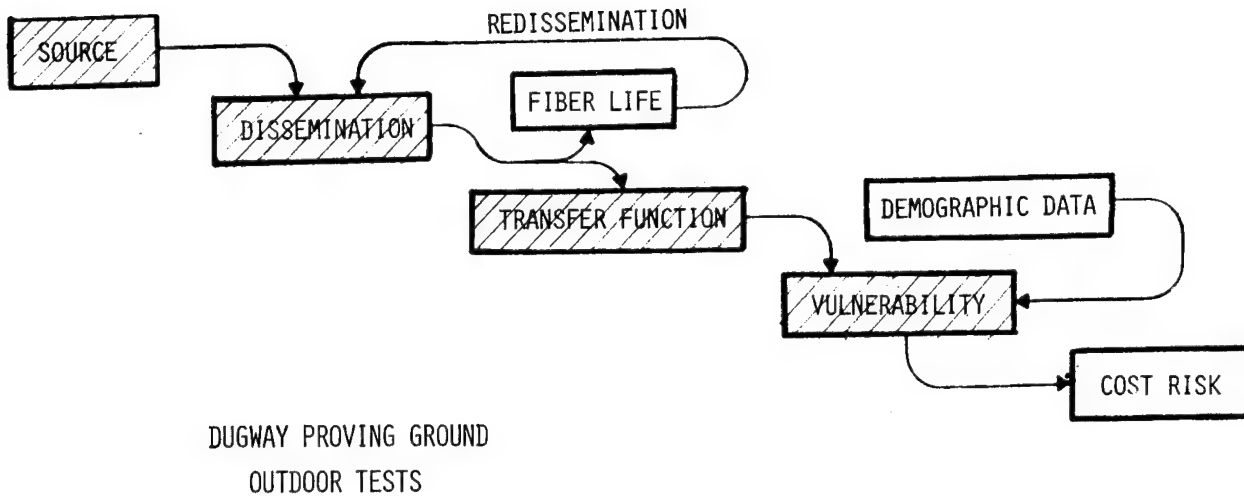 REDISSEMINATION
SOURCE
FIBER LIFE
DISSEMINATION
TRANSFER FUNCTION
DEMOGRAPHIC DATA
VULNERABILITY
COST RISK
DUGWAY PROVING GROUND
OUTDOOR TESTS